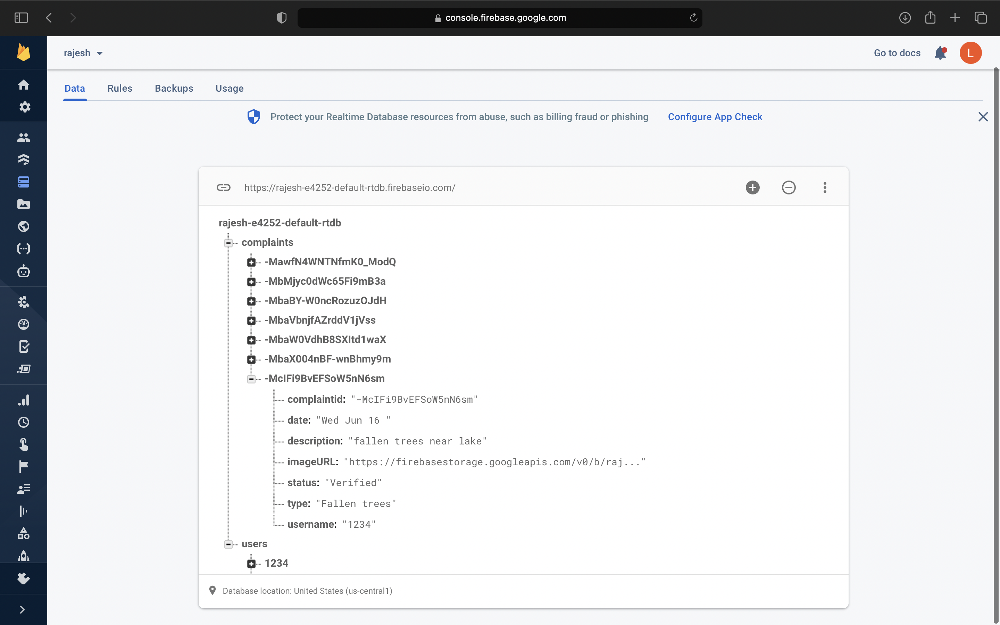 console.firebase.google.com
rajesh
Go to docs
L
Data Rules Backups Usage
Protect your Realtime Database resources from abuse, such as billing fraud or phishing Configure App Check
https://rajesh-e4252-default-rtdb.firebaseio.com/
rajesh-e4252-default-rtdb
complaints
-MawfN4WNTNfmK0_ModQ
-MbMjyc0dWc65Fi9mB3a
-MbaBY-W0ncRozuzOJdH
-MbaVbnjfAZrddV1jVss
-MbaW0VdhB8SXItd1waX
-MbaX004nBF-wnBhmy9m
-McIFi9BvEFSoW5nN6sm
complaintid: "-McIFi9BvEFSoW5nN6sm"
date: "Wed Jun 16 "
description: "fallen trees near lake"
imageURL: "https://firebasestorage.googleapis.com/v0/b/raj..."
status: "Verified"
type: "Fallen trees"
username: "1234"
users
1234
Database location: United States (us-central1)